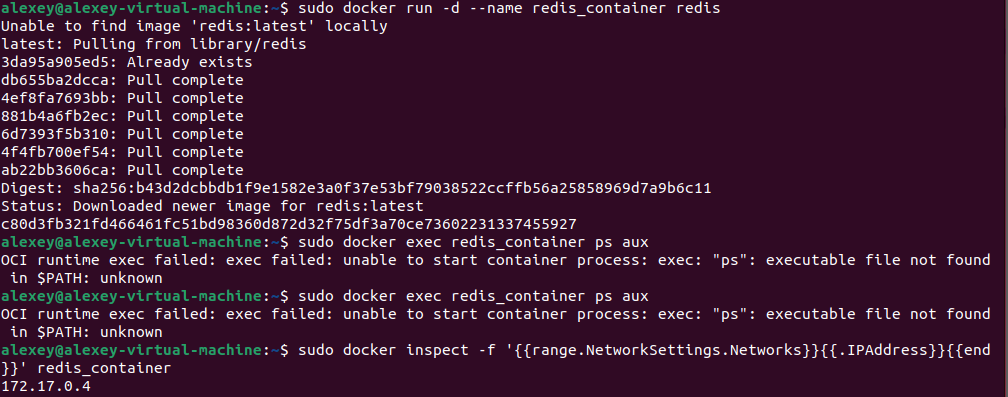 alexey@alexey-virtual-machine:~$ sudo docker run -d --name redis_container redis
Unable to find image 'redis:latest' locally
latest: Pulling from library/redis
3da95a905ed5: Already exists
db655ba2dcca: Pull complete
4ef8fa7693bb: Pull complete
881b4a6fb2ec: Pull complete
6d7393f5b310: Pull complete
4f4fb700ef54: Pull complete
ab22bb3606ca: Pull complete
Digest: sha256:b43d2dcbbdb1f9e1582e3a0f37e53bf79038522ccffb56a25858969d7a9b6c11
Status: Downloaded newer image for redis:latest
c80d3fb321fd466461fc51bd98360d872d32f75df3a70ce73602231337455927
alexey@alexey-virtual-machine:~$ sudo docker exec redis_container ps aux
OCI runtime exec failed: exec failed: unable to start container process: exec: "ps": executable file not found
 in $PATH: unknown
alexey@alexey-virtual-machine:~$ sudo docker exec redis_container ps aux
OCI runtime exec failed: exec failed: unable to start container process: exec: "ps": executable file not found
 in $PATH: unknown
alexey@alexey-virtual-machine:~$ sudo docker inspect -f '{{range.NetworkSettings.Networks}}{{.IPAddress}}{{end
}}' redis_container
172.17.0.4